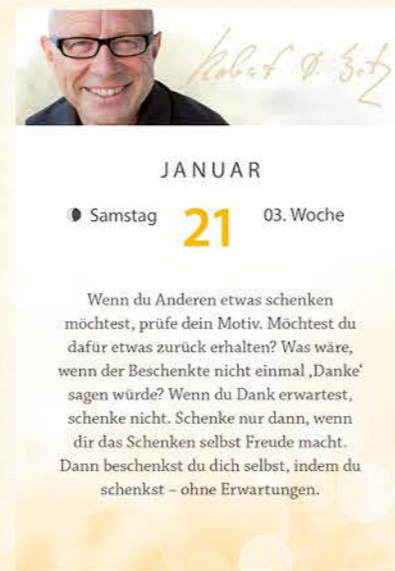 Robert T. Betz
JANUAR
Samstag 21 03. Woche
Wenn du Anderen etwas schenken
möchtest, prüfe dein Motiv. Möchtest du
dafür etwas zurück erhalten? Was wäre,
wenn der Beschenkte nicht einmal ‚Danke‘
sagen würde? Wenn du Dank erwartest,
schenke nicht. Schenke nur dann, wenn
dir das Schenken selbst Freude macht.
Dann beschenkst du dich selbst, indem du
schenkst – ohne Erwartungen.